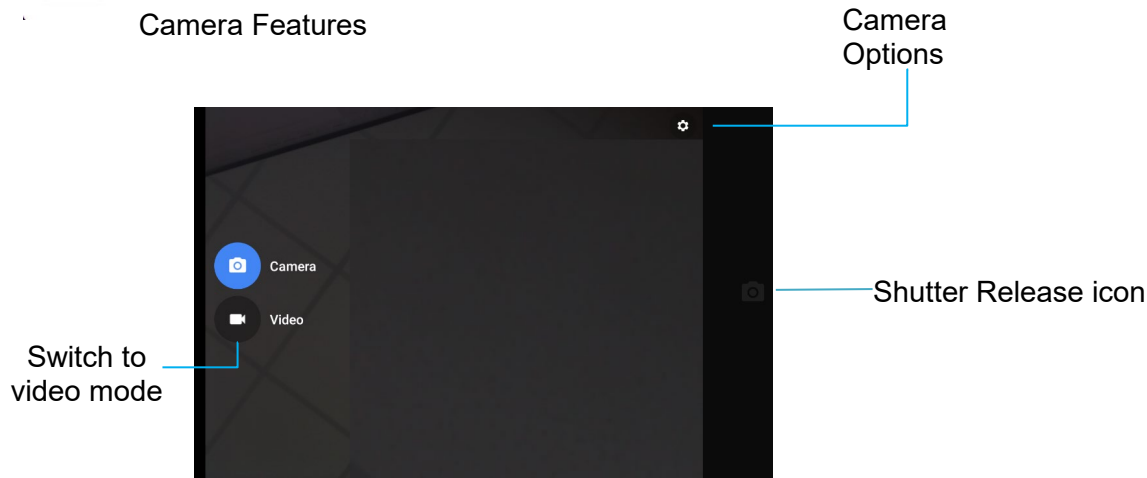 Camera Features
Camera
Options
Camera
Video
Shutter Release icon
Switch to
video mode